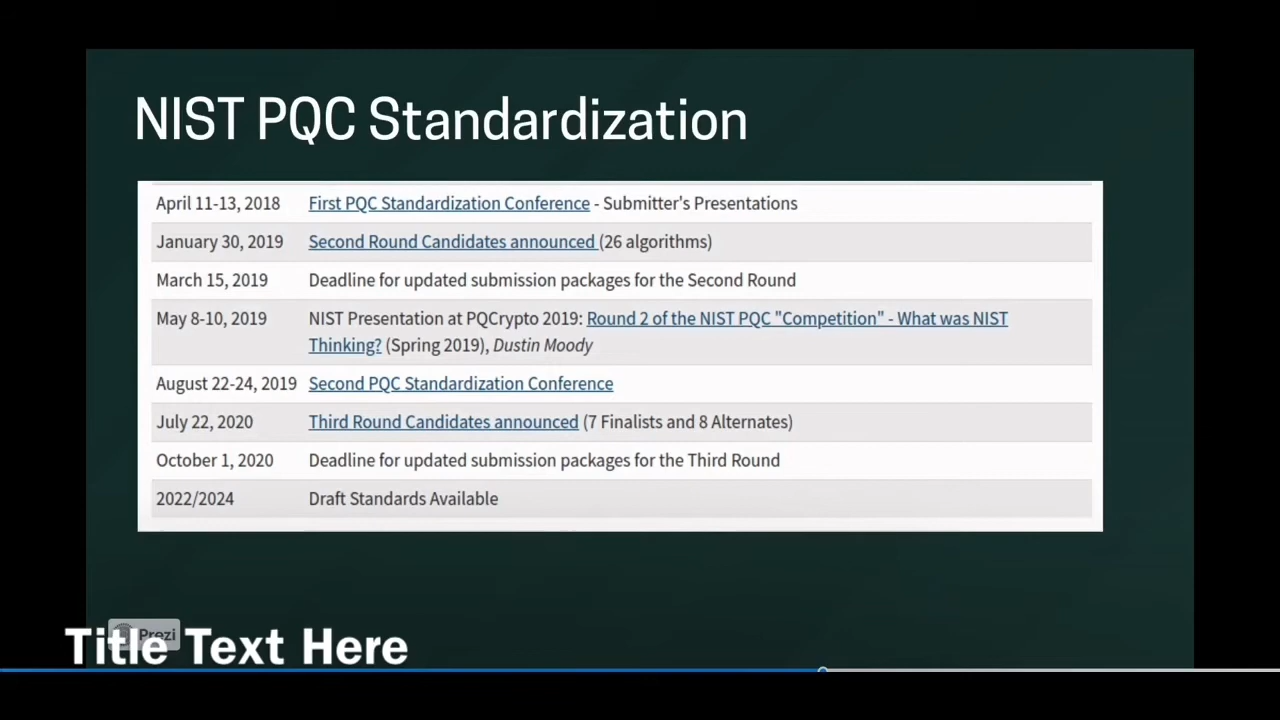 NIST PQC Standardization
April 11-13, 2018 First PQC Standardization Conference - Submitter's Presentations
January 30, 2019 Second Round Candidates announced (26 algorithms)
March 15, 2019 Deadline for updated submission packages for the Second Round
May 8-10, 2019 NIST Presentation at PQCrypto 2019: Round 2 of the NIST PQC "Competition" - What was NIST
Thinking? (Spring 2019), Dustin Moody
August 22-24, 2019 Second PQC Standardization Conference
July 22, 2020 Third Round Candidates announced (7 Finalists and 8 Alternates)
October 1, 2020 Deadline for updated submission packages for the Third Round
2022/2024 Draft Standards Available
Prezi
Title Text Here